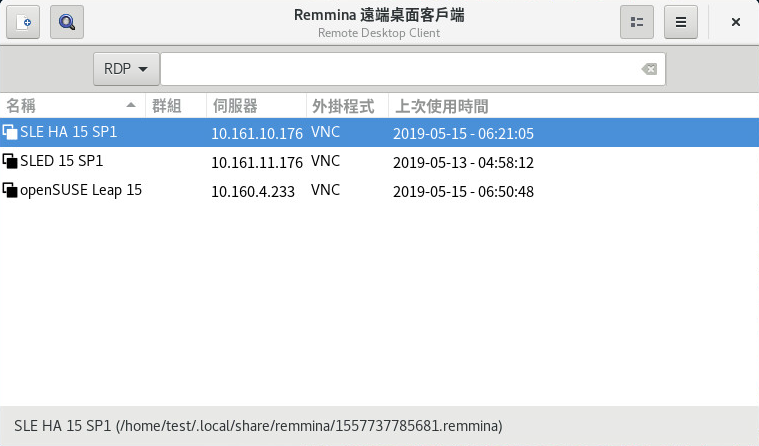 Remmina 遠端桌面客戶端
Remote Desktop Client
RDP
名稱 群組 伺服器 外掛程式 上次使用時間
SLE HA 15 SP1 10.161.10.176 VNC 2019-05-15 - 06:21:05
SLED 15 SP1 10.161.11.176 VNC 2019-05-13 - 04:58:12
openSUSE Leap 15 10.160.4.233 VNC 2019-05-15 - 06:50:48
SLE HA 15 SP1 (/home/test/.local/share/remmina/1557737785681.remmina)